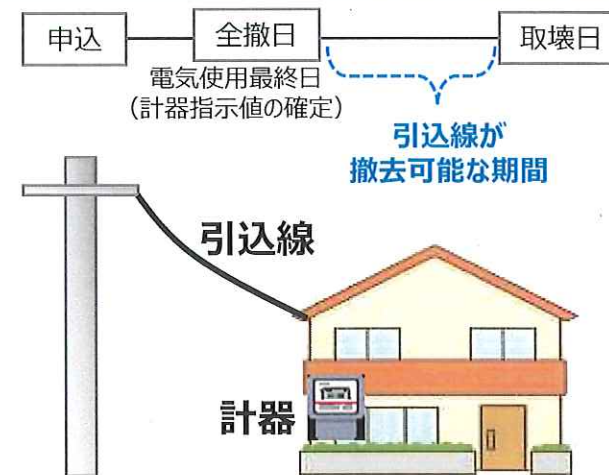 申込
全撤日
取壊日
電気使用最終日
（計器指示値の確定）
引込線が
撤去可能な期間
引込線
計器